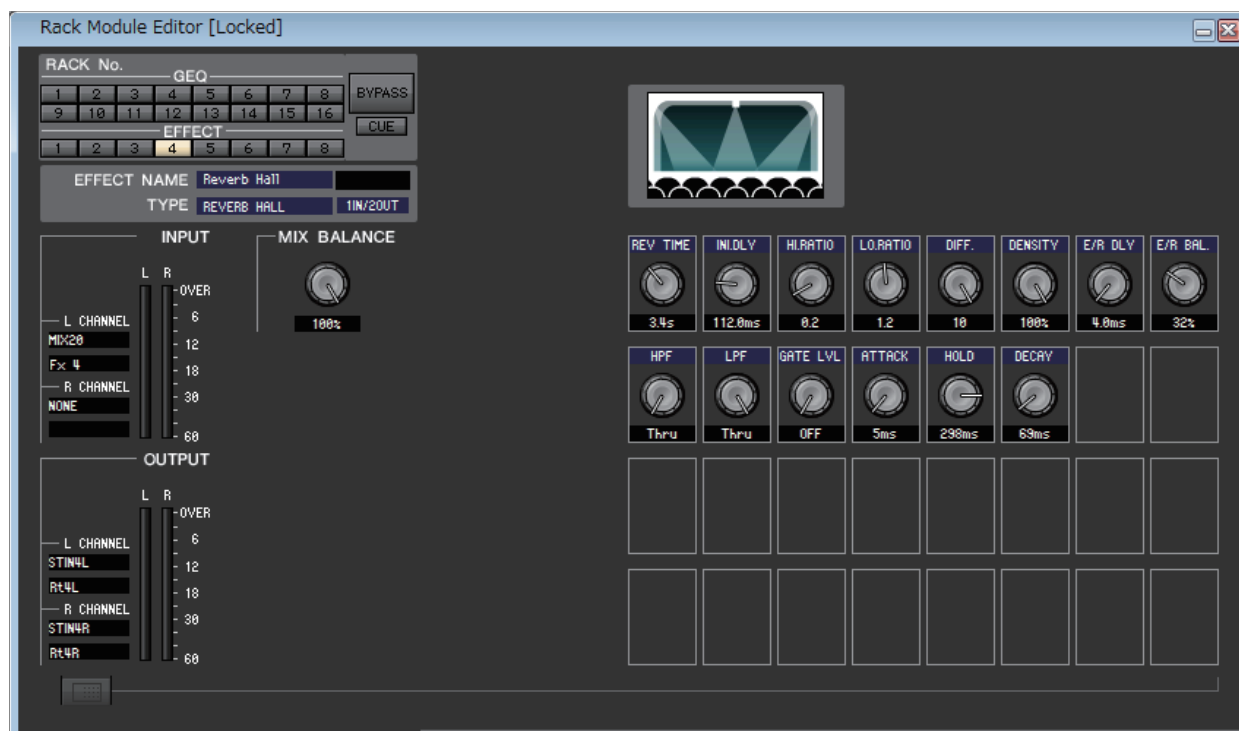 Rack Module Editor [Locked]
RACK No.
GEQ
1 2 3 4 5 6 7 8
9 10 11 12 13 14 15 16
BYPASS
CUE
EFFECT
1 2 3 4 5 6 7 8
EFFECT NAME Reverb Hall
TYPE REVERB HALL 1IN/2OUT
INPUT
L R
OVER
6
12
18
30
60
L CHANNEL
MIX20
Fx 4
R CHANNEL
NONE
MIX BALANCE
100%
OUTPUT
L R
OVER
6
12
18
30
60
L CHANNEL
STIN4L
Rt4L
R CHANNEL
STIN4R
Rt4R
REV TIME INI.DLY HI.RATIO LO.RATIO DIFF. DENSITY E/R DLY E/R BAL.
3.4s 112.0ms 0.2 1.2 10 100% 4.0ms 32%
HPF LPF GATE LVL ATTACK HOLD DECAY
Thru Thru OFF 5ms 298ms 69ms